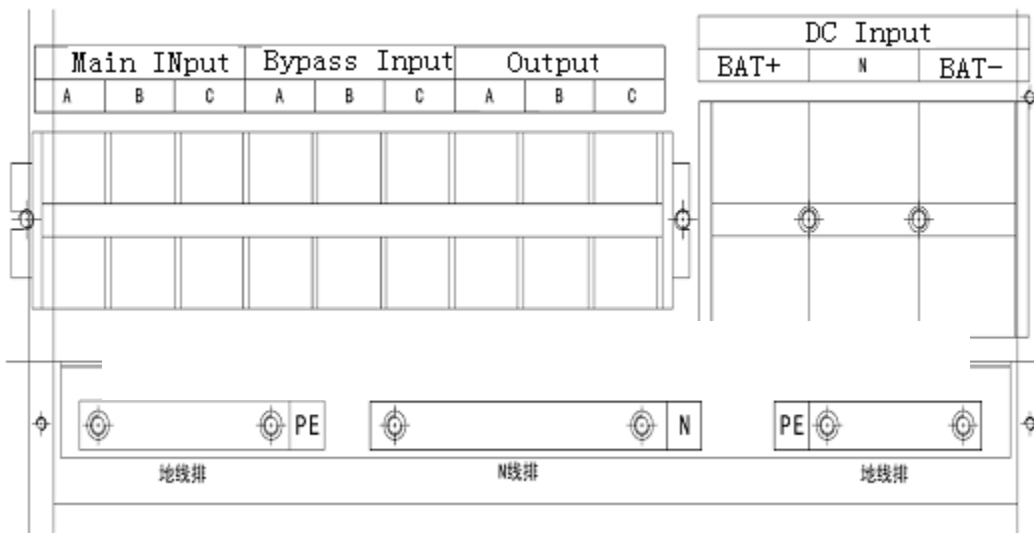 DC Input
Main INput Bypass Input Output
BAT+ N BAT-
A B C A B C A B C
PE N PE
地线排 N线排 地线排